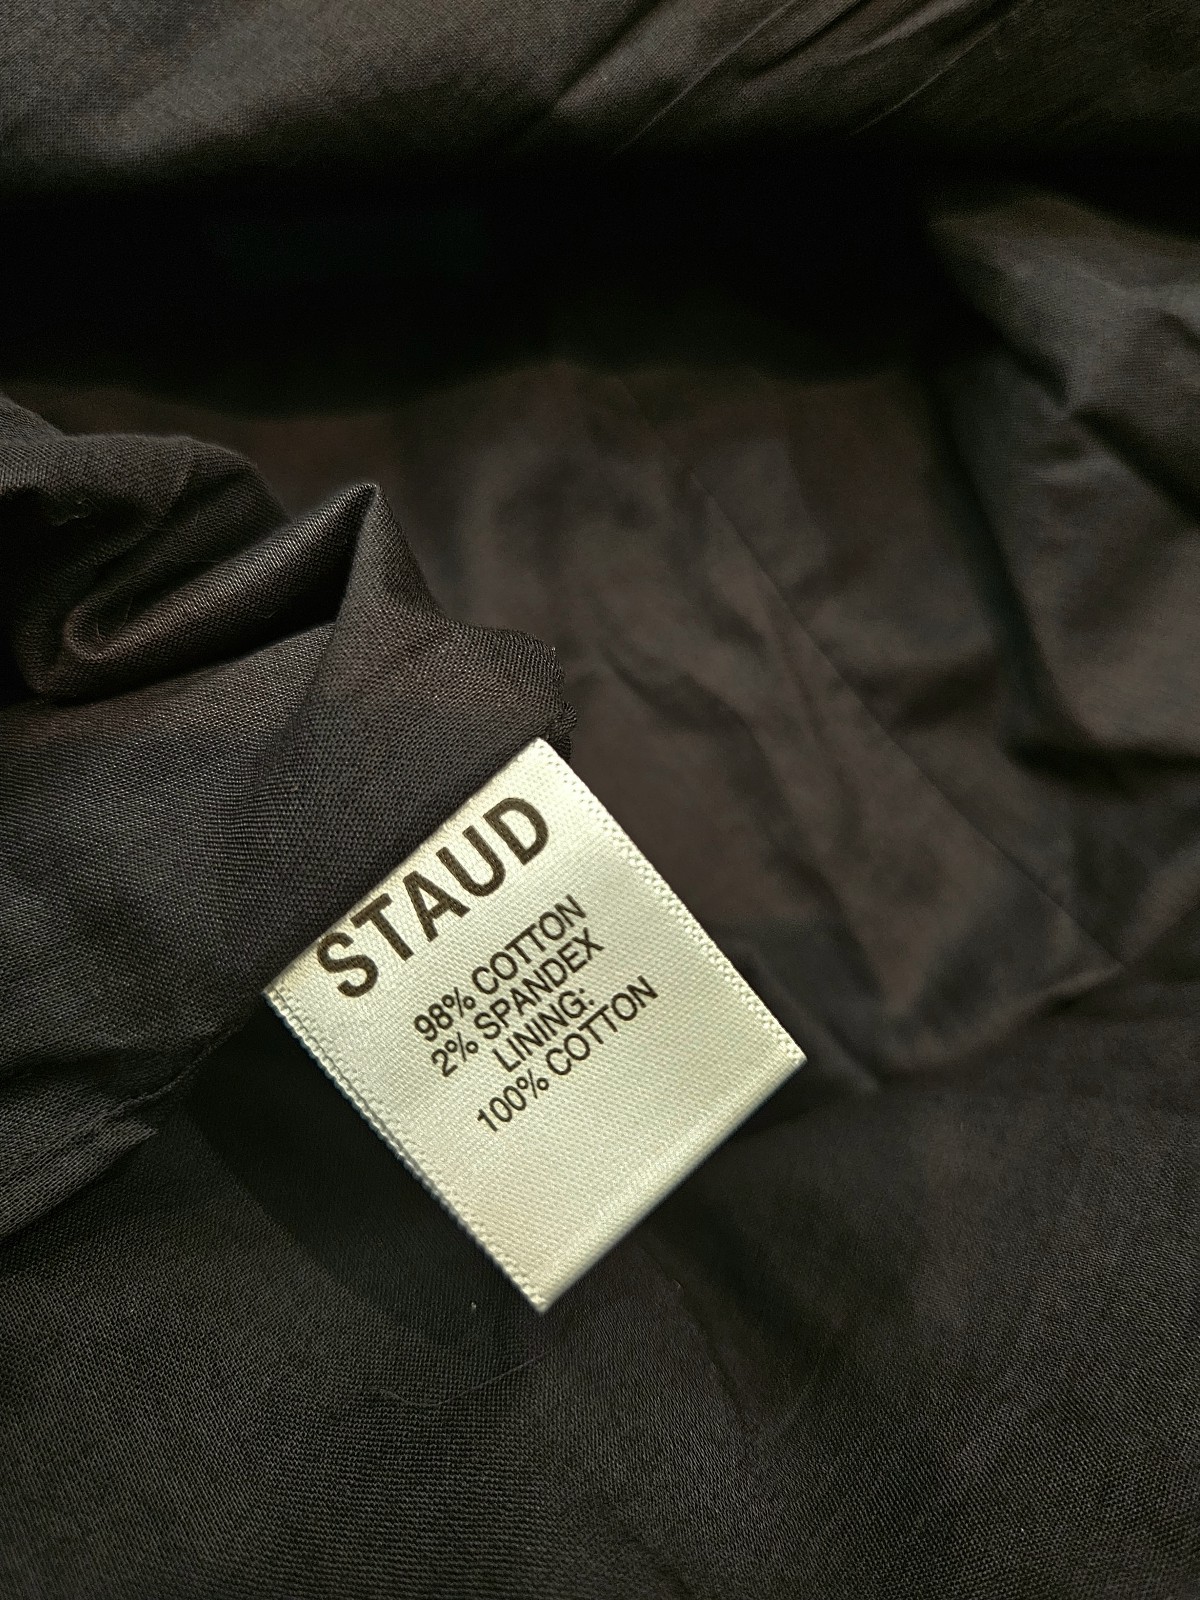 STAUD
98% COTTON
2% SPANDEX
LINING:
100% COTTON